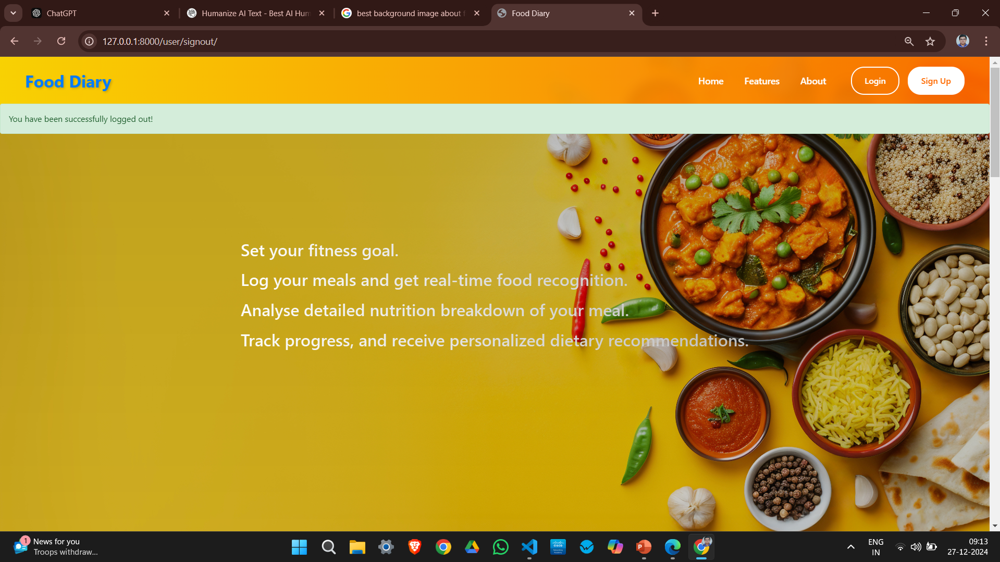 ChatGPT
Humanize AI Text - Best AI Hum
best background image about f
Food Diary
127.0.0.1:8000/user/signout/
Food Diary
Home
Features
About
Login
Sign Up
You have been successfully logged out!
Set your fitness goal.
Log your meals and get real-time food recognition.
Analyse detailed nutrition breakdown of your meal.
Track progress, and receive personalized dietary recommendations.
1
News for you
Troops withdraw...
ENG
IN
09:13
27-12-2024